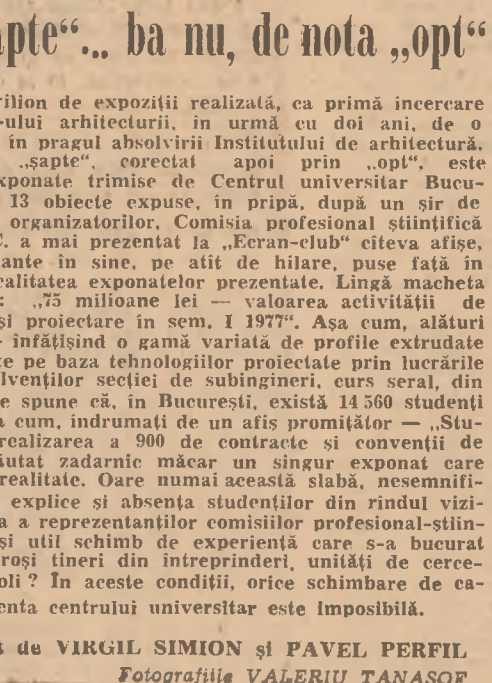 apte“... ba nu, de nota „opt“
ilion de expoziții realizată, ca primă încercare
-ului arhitecturii, în urmă cu doi ani, de o
în pragul absolvirii Institutului de arhitectură.
„șapte“, corectat apoi prin „opt“, este
xponate trimise de Centrul universitar Bucu-
13 obiecte expuse, în pripă, după un șir de
organizatorilor, Comisia profesional științifică
C. a mai prezentat la „Ecran-club“ cîteva afișe,
ante în sine, pe atît de hilare, puse față în
calitatea exponatelor prezentate. Lîngă macheta
: „75 milioane lei — valoarea activității de
și proiectare în sem. I 1977“. Așa cum, alături
- înfățișînd o gamă variată de profile extrudate
te pe baza tehnologiilor proiectate prin lucrările
lvenților secției de subingineri, curs seral, din
e spune că, în București, există 14 560 studenți
a cum, îndrumați de un afiș promițător — „Stu-
realizarea a 900 de contracte și convenții de
ăutat zadarnic măcar un singur exponat care
realitate. Oare numai această slabă, nesemnifi-
explice și absența studenților din rîndul vizi-
a a reprezentanților comisiilor profesional-știin-
și util schimb de experiență care s-a bucurat
roși tineri din întreprinderi, unități de cerce-
oli ? În aceste condiții, orice schimbare de ca-
enta centrului universitar este imposibilă.
t de VIRGIL SIMION și PAVEL PERFIL
Fotografiile VALERIU TANASOF